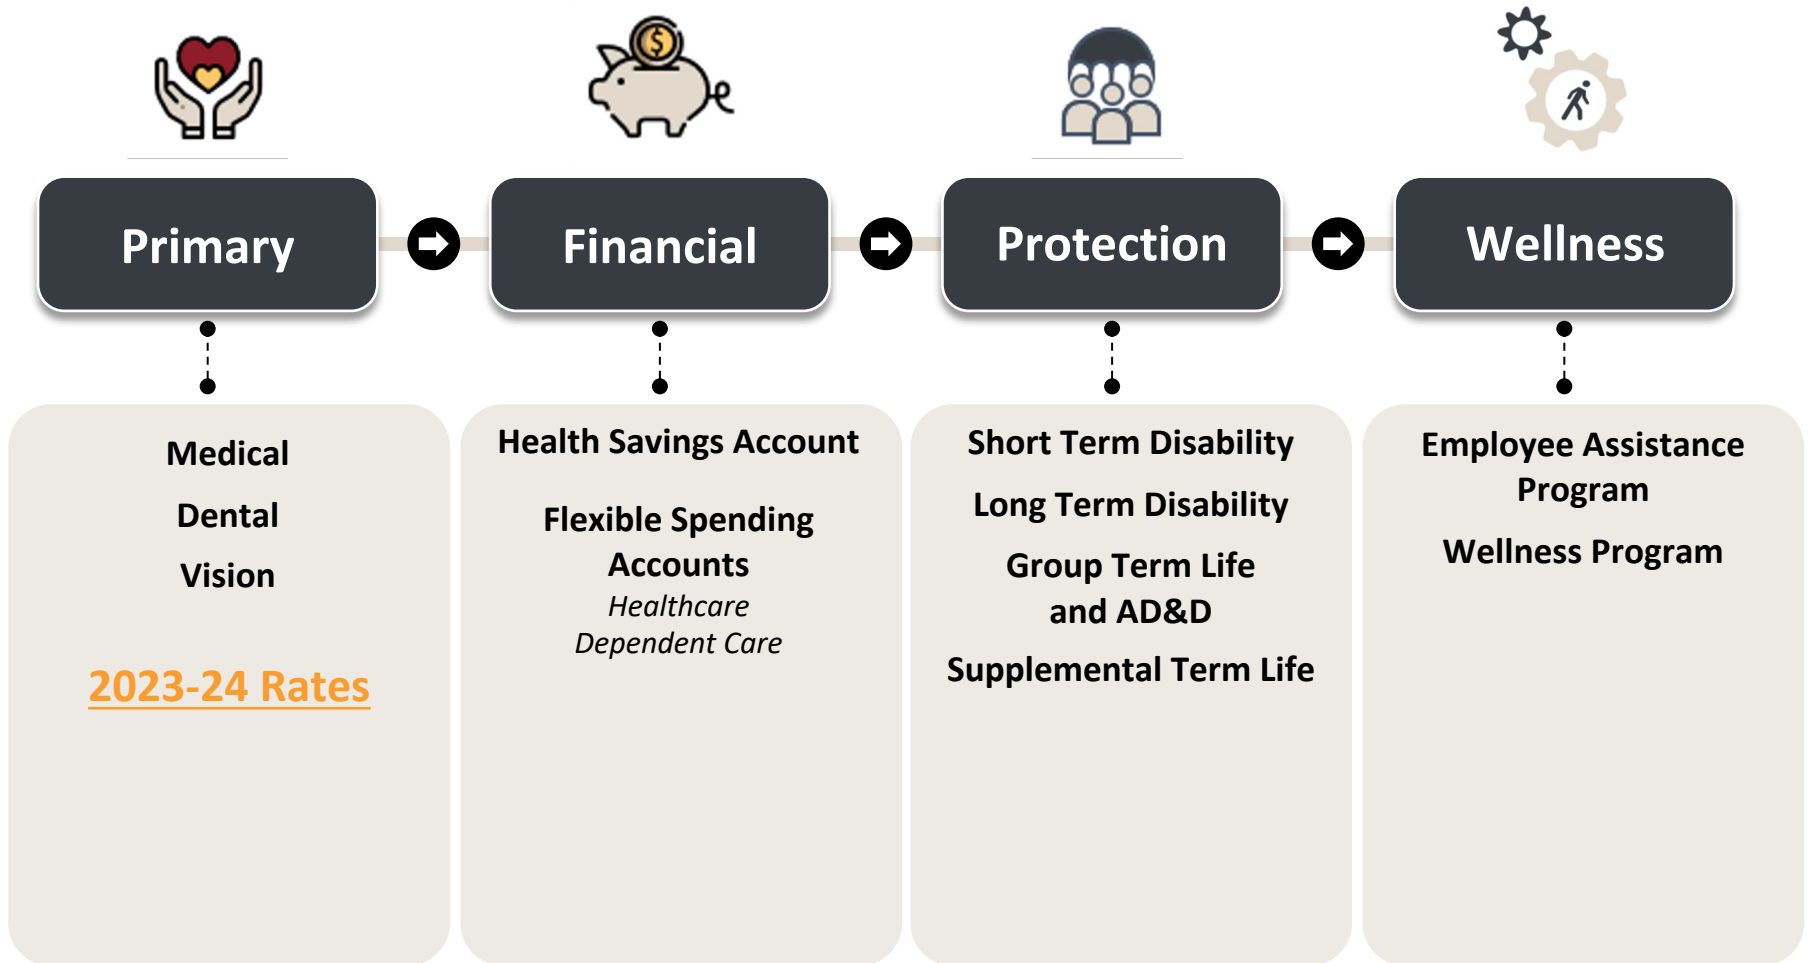 Primary
Financial
Protection
Wellness
Medical
Dental
Vision
2023-24 Rates
Health Savings Account
Flexible Spending
Accounts
Healthcare
Dependent Care
Short Term Disability
Long Term Disability
Group Term Life
and AD&D
Supplemental Term Life
Employee Assistance
Program
Wellness Program